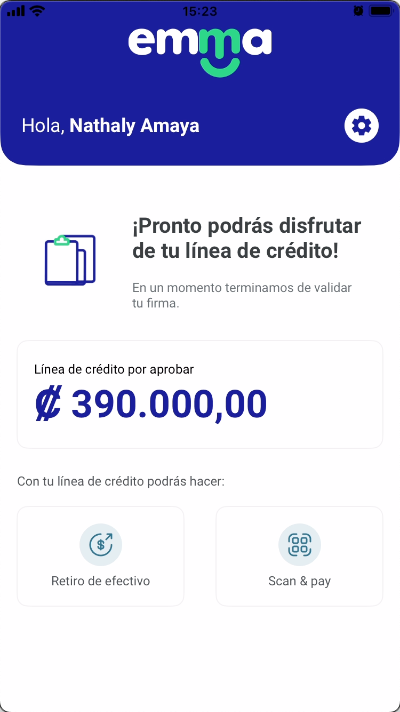 15:23
emma
Hola, Nathaly Amaya
¡Pronto podrás disfrutar
de tu línea de crédito!
En un momento terminamos de validar
tu firma.
Línea de crédito por aprobar
₡ 390.000,00
Con tu línea de crédito podrás hacer:
Retiro de efectivo
Scan & pay